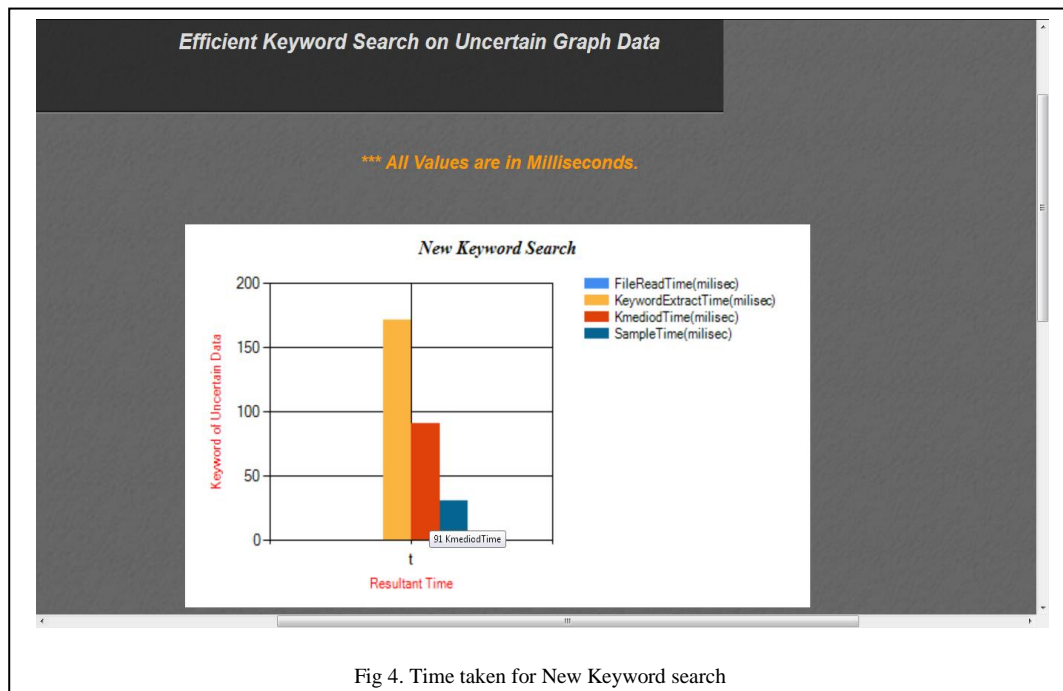 Efficient Keyword Search on Uncertain Graph Data
*** All Values are in Milliseconds.
New Keyword Search
200
150
100
50
0
Keyword of Uncertain Data
FileReadTime(milisec)
KeywordExtractTime(milisec)
KmediodTime(milisec)
SampleTime(milisec)
91 KmediodTime
t
Resultant Time
Fig 4. Time taken for New Keyword search